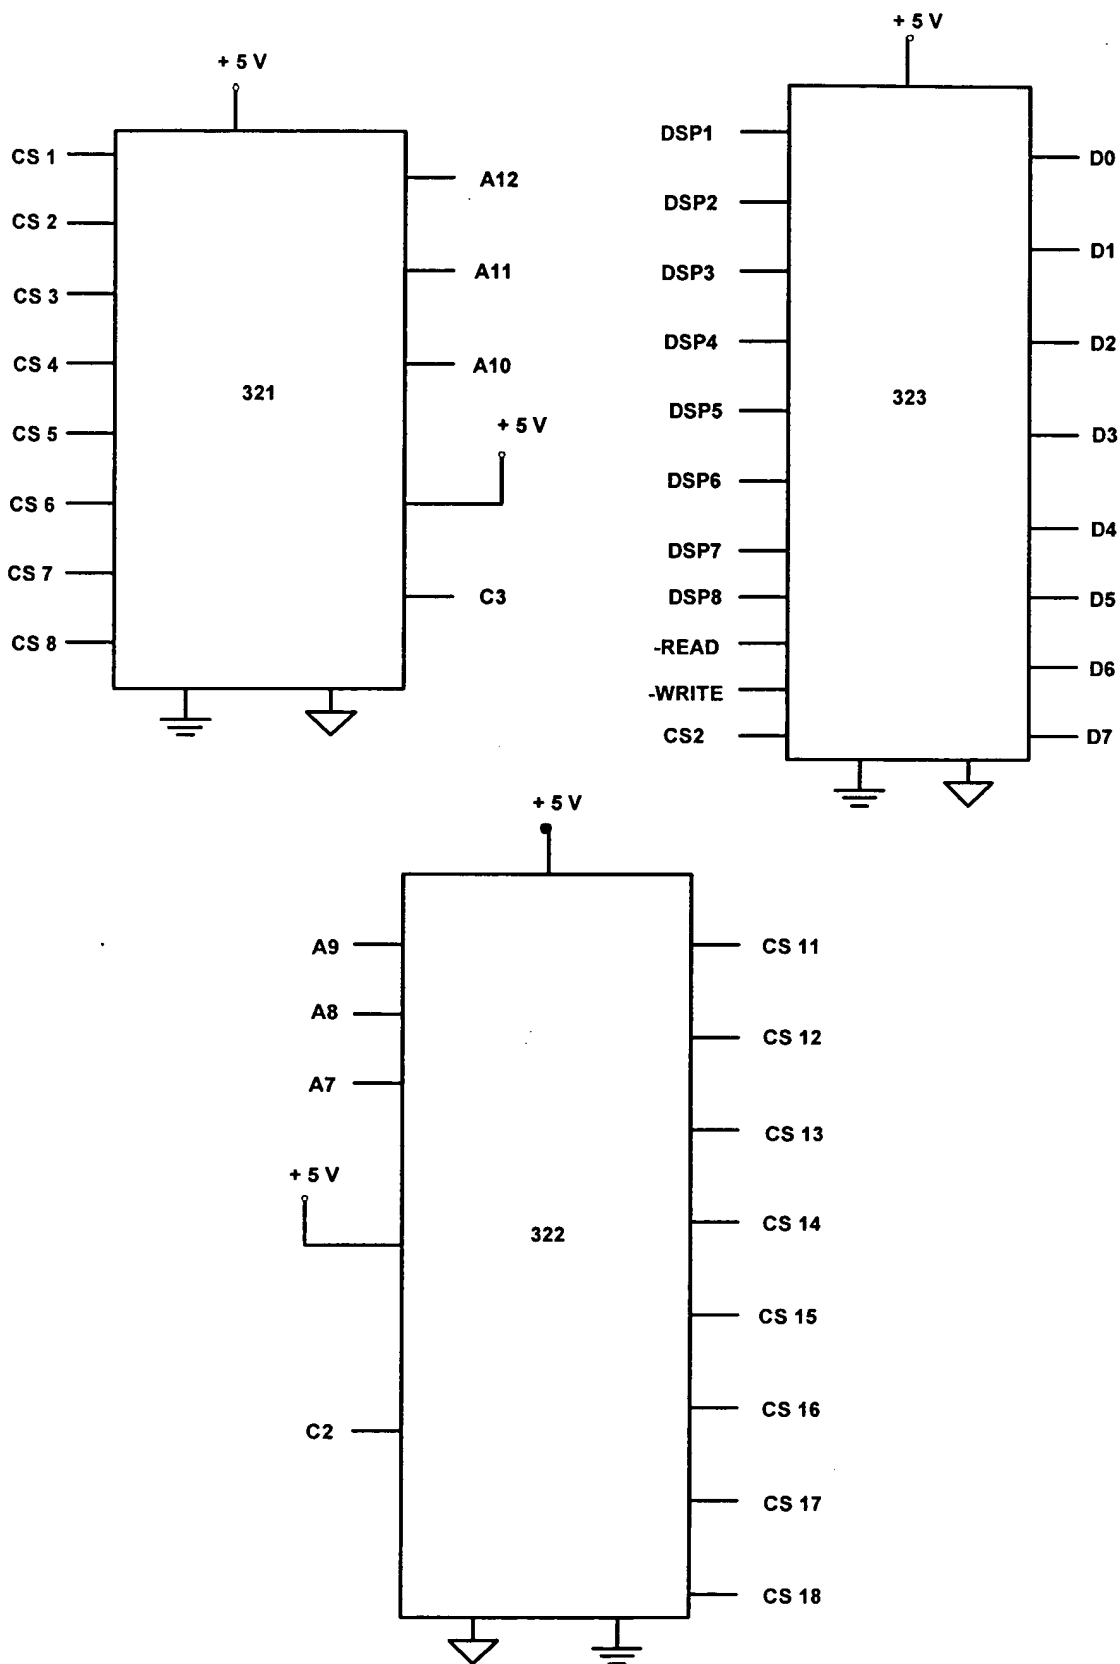 + 5 V
CS 1
CS 2
CS 3
CS 4
CS 5
CS 6
CS 7
CS 8
321
A12
A11
A10
+ 5 V
C3
+ 5 V
DSP1
DSP2
DSP3
DSP4
DSP5
DSP6
DSP7
DSP8
-READ
-WRITE
CS2
323
D0
D1
D2
D3
D4
D5
D6
D7
+ 5 V
A9
A8
A7
+ 5 V
C2
322
CS 11
CS 12
CS 13
CS 14
CS 15
CS 16
CS 17
CS 18